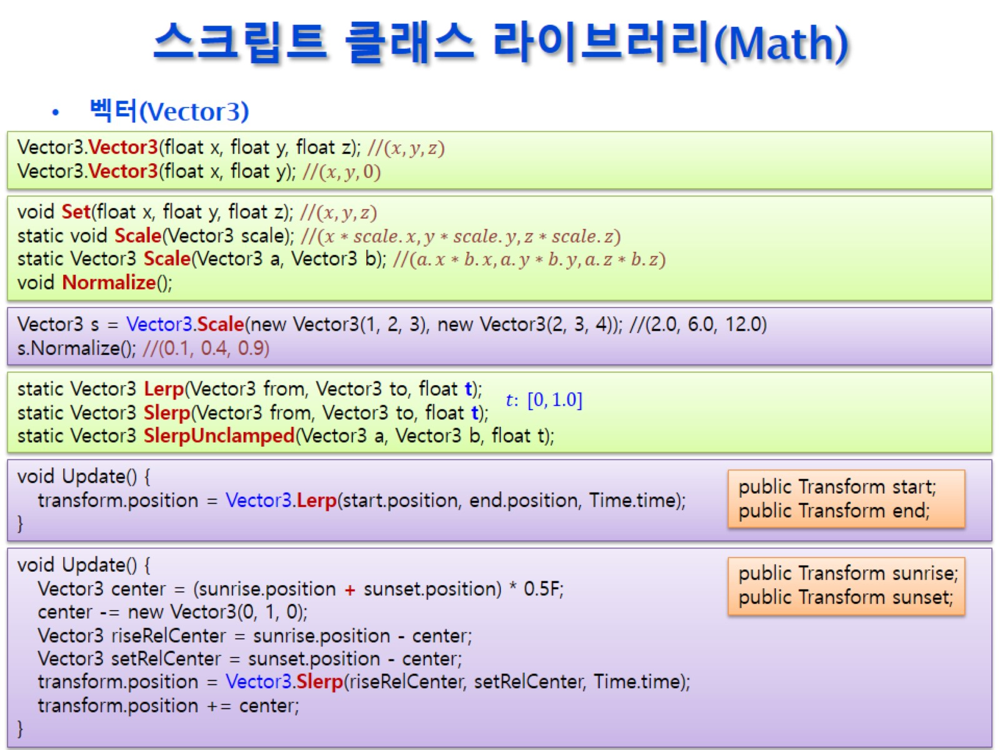 스크립트 클래스 라이브러리(Math)
• 벡터(Vector3)
Vector3.Vector3(float x, float y, float z); //(x, y, z)
Vector3.Vector3(float x, float y); //(x, y, 0)
void Set(float x, float y, float z); //(x, y, z)
static void Scale(Vector3 scale); //(x * scale. x, y * scale. y, z * scale. z)
static Vector3 Scale(Vector3 a, Vector3 b); //(a. x * b. x, a. y * b. y, a. z * b. z)
void Normalize();
Vector3 s = Vector3.Scale(new Vector3(1, 2, 3), new Vector3(2, 3, 4)); //(2.0, 6.0, 12.0)
s.Normalize(); //(0.1, 0.4, 0.9)
static Vector3 Lerp(Vector3 from, Vector3 to, float t);
static Vector3 Slerp(Vector3 from, Vector3 to, float t);
t: [0, 1.0]
static Vector3 SlerpUnclamped(Vector3 a, Vector3 b, float t);
void Update() {
transform.position = Vector3.Lerp(start.position, end.position, Time.time);
}
public Transform start;
public Transform end;
void Update() {
Vector3 center = (sunrise.position + sunset.position) * 0.5F;
center -= new Vector3(0, 1, 0);
Vector3 riseRelCenter = sunrise.position - center;
Vector3 setRelCenter = sunset.position - center;
transform.position = Vector3.Slerp(riseRelCenter, setRelCenter, Time.time);
transform.position += center;
}
public Transform sunrise;
public Transform sunset;